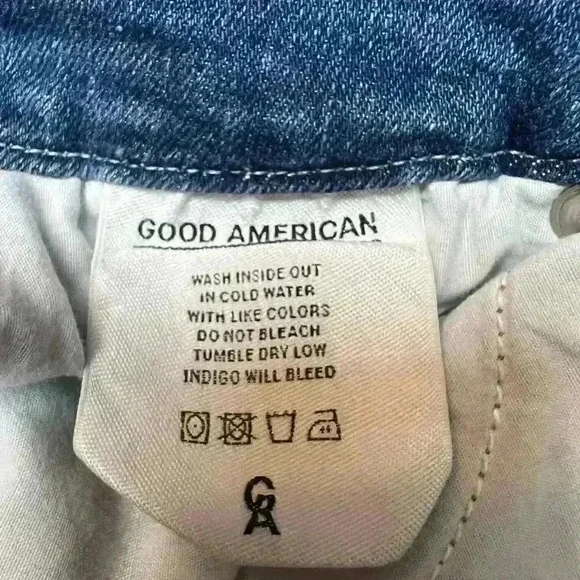 GOOD AMERICAN
WASH INSIDE OUT
IN COLD WATER
WITH LIKE COLORS
DO NOT BLEACH
TUMBLE DRY LOW
INDIGO WILL BLEED
GA